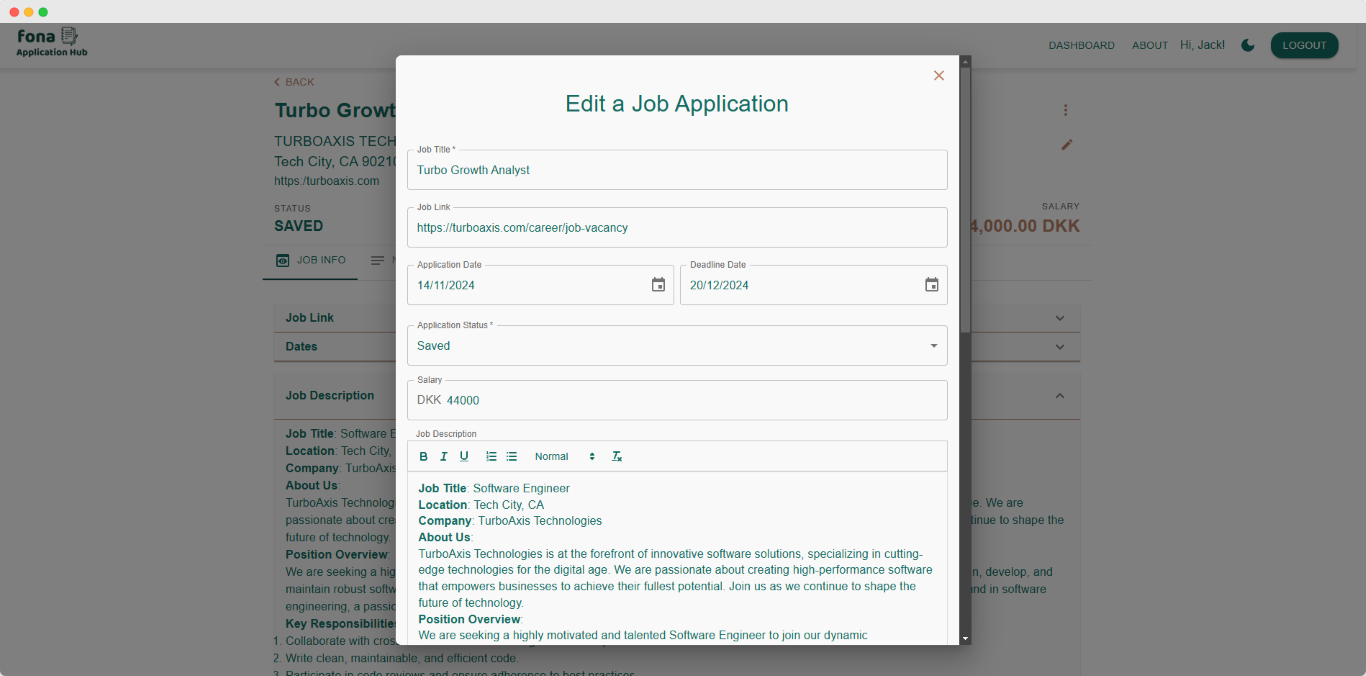 fona
Application Hub
DASHBOARD ABOUT Hi, Jack! LOGOUT
BACK
Turbo Growt
TURBOAXIS TECH
Tech City, CA 90210
https:/turboaxis.com
STATUS
SAVED
SALARY
4,000.00 DKK
JOB INFO
Job Link
Dates
Job Description
Job Title: Software E
Location: Tech City,
Company: TurboAxis
About Us:
TurboAxis Technolog
e. We are
passionate about cre
tinue to shape the
future of technology.
Position Overview:
We are seeking a hig
n, develop, and
maintain robust softw
nd in software
engineering, a passic
Key Responsibilities
1. Collaborate with cros
2. Write clean, maintainable, and efficient code.
3. Participate in code reviews and ensure adherence to best practices.
Edit a Job Application
Job Title *
Turbo Growth Analyst
Job Link
https://turboaxis.com/career/job-vacancy
Application Date
14/11/2024
Deadline Date
20/12/2024
Application Status *
Saved
Salary
DKK 44000
Job Description
B I U Normal
Job Title: Software Engineer
Location: Tech City, CA
Company: TurboAxis Technologies
About Us:
TurboAxis Technologies is at the forefront of innovative software solutions, specializing in cutting-
edge technologies for the digital age. We are passionate about creating high-performance software
that empowers businesses to achieve their fullest potential. Join us as we continue to shape the
future of technology.
Position Overview:
We are seeking a highly motivated and talented Software Engineer to join our dynamic